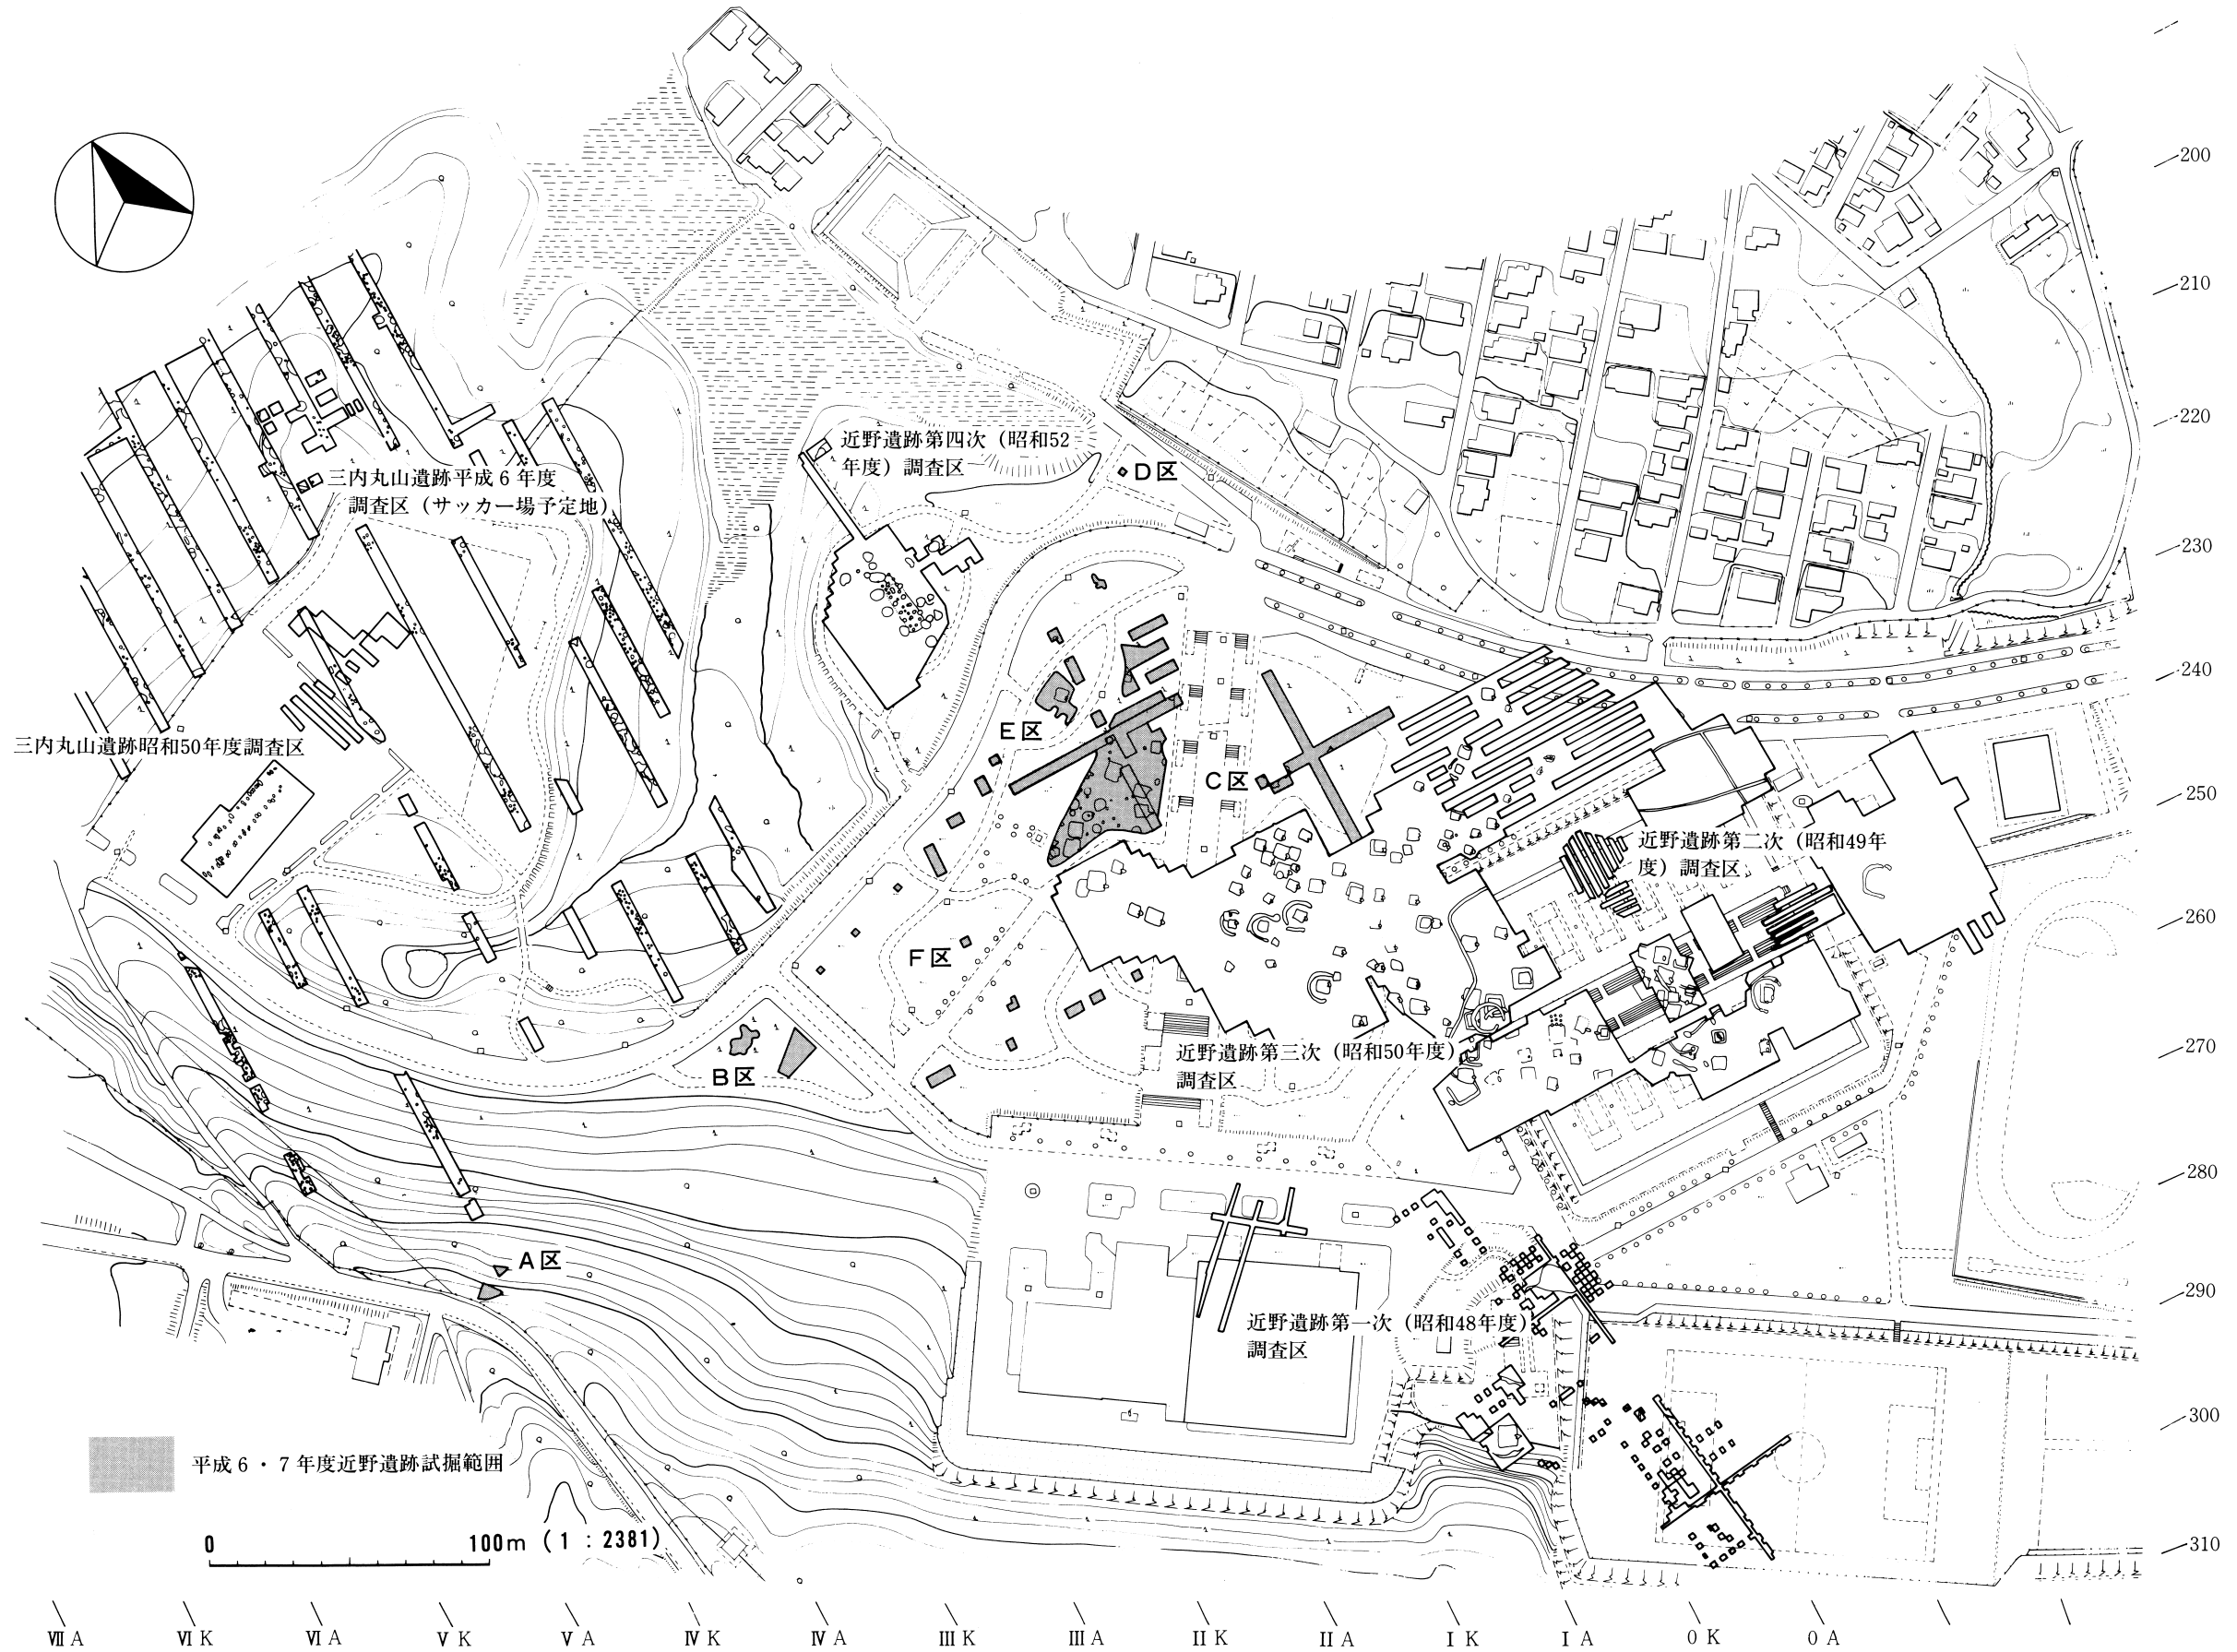 200
210
220
230
240
250
260
270
280
290
300
310
近野遺跡第四次（昭和52
年度）調査区
D区
三内丸山遺跡平成6年度
調査区（サッカー場予定地）
E区
三内丸山遺跡昭和50年度調査区
C区
近野遺跡第二次（昭和49年
度）調査区
F区
近野遺跡第三次（昭和50年度）
調査区
B区
A区
近野遺跡第一次（昭和48年度）
調査区
平成6・7年度近野遺跡試掘範囲
0 100m（1：2381）
ⅦA ⅥK ⅥA ⅤK ⅤA ⅣK ⅣA ⅢK ⅢA ⅡK ⅡA ⅠK ⅠA 0K 0A